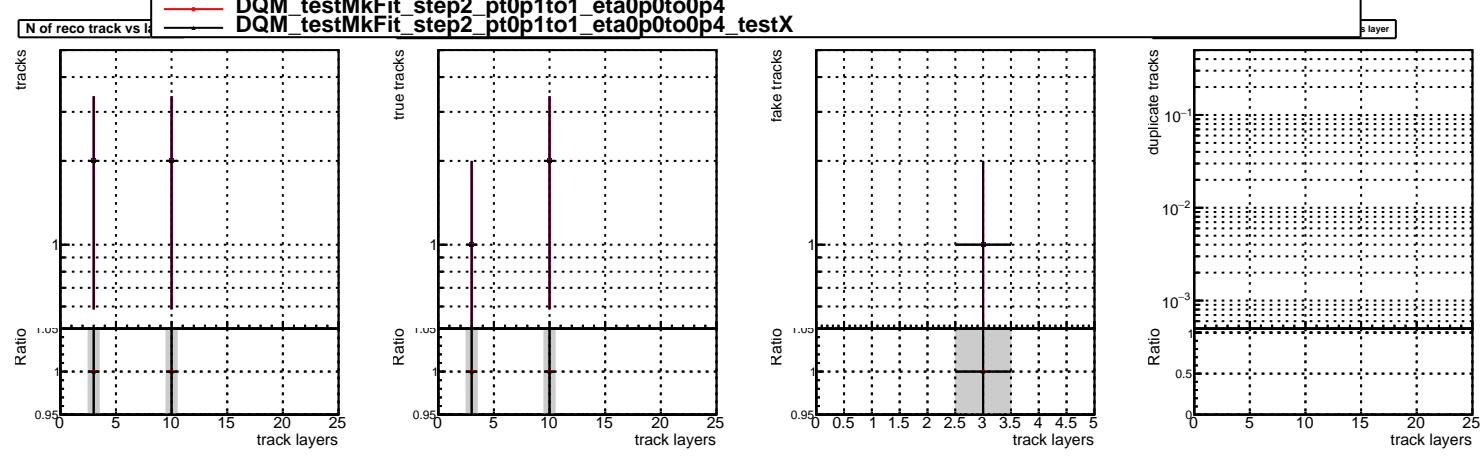 DQM_testMkFit_step2_pt0p1to1_eta0p0to0p4
DQM_testMkFit_step2_pt0p1to1_eta0p0to0p4_testX
N of reco track vs la
s layer
tracks
1
Ratio
1.05
1
0.95
0 5 10 15 20 25
track layers
true tracks
1
Ratio
1.05
1
0.95
0 5 10 15 20 25
track layers
fake tracks
1
Ratio
1.05
1
0.95
0 0.5 1 1.5 2 2.5 3 3.5 4 4.5 5
track layers
duplicate tracks
10⁻¹
10⁻²
10⁻³
Ratio
1
0.5
0
0 5 10 15 20 25
track layers